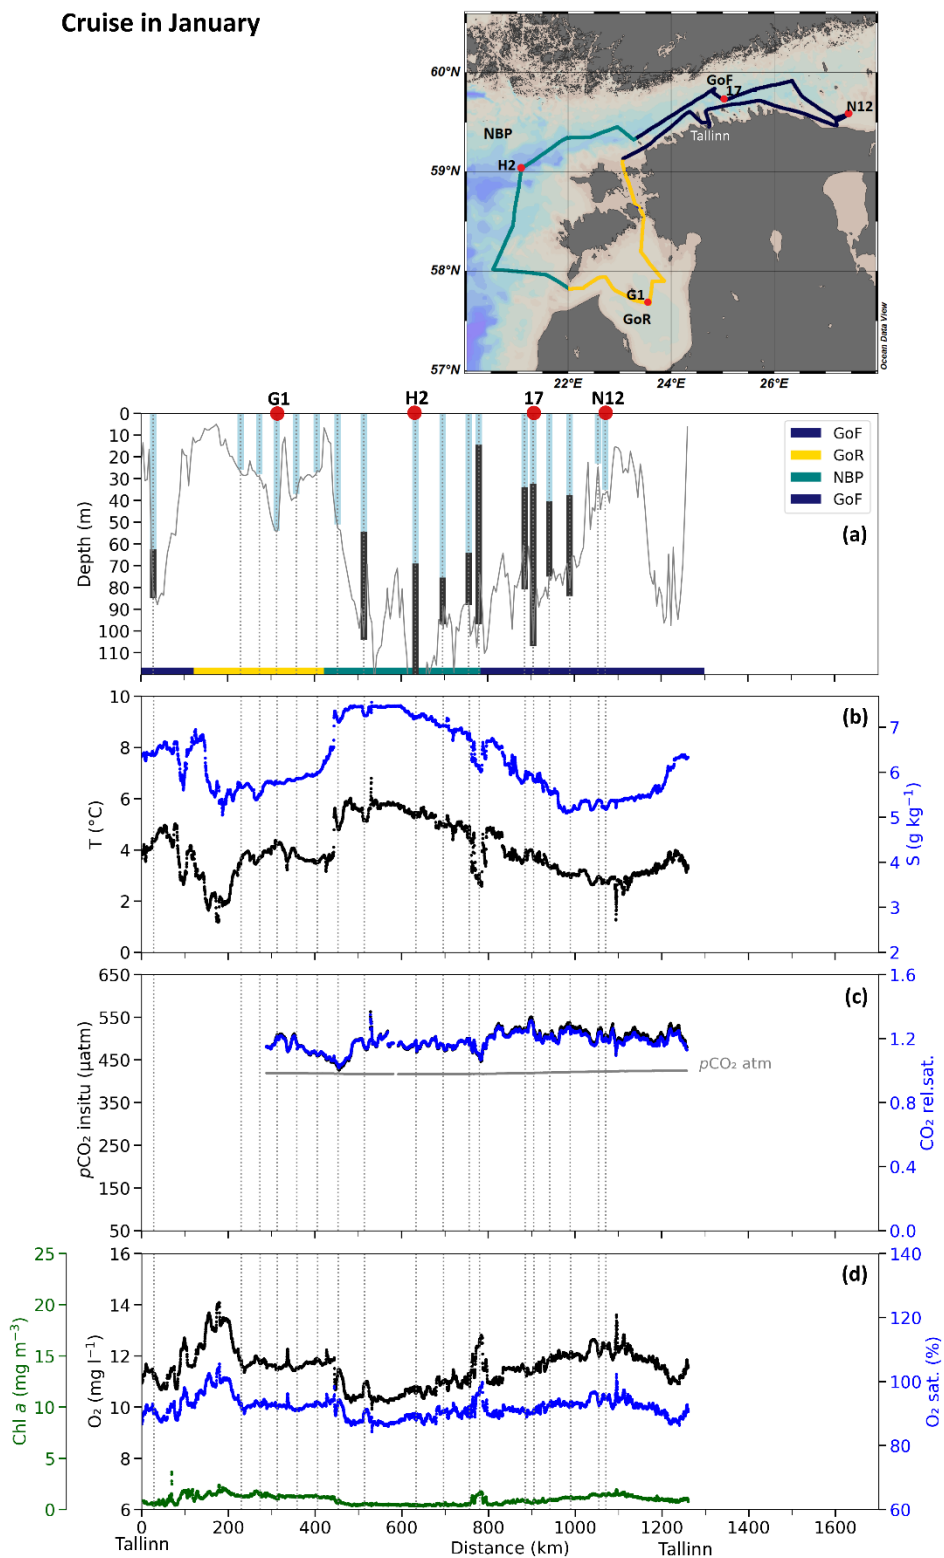 Cruise in January
60°N
59°N
58°N
57°N
22°E
24°E
26°E
GoF
17
N12
Tallinn
NBP
H2
G1
GoR
Ocean Data View
G1
H2
17
N12
0
10
20
30
40
50
60
70
80
90
100
110
Depth (m)
GoF
GoR
NBP
GoF
(a)
10
8
6
4
2
0
T (°C)
(b)
7
6
5
4
3
2
S (g kg⁻¹)
650
550
450
350
250
150
50
pCO₂ insitu (µatm)
(c)
pCO₂ atm
1.6
1.2
0.8
0.4
0.0
CO₂ rel.sat.
25
20
15
10
5
0
Chl a (mg m⁻³)
16
14
12
10
8
6
O₂ (mg l⁻¹)
(d)
140
120
100
80
60
O₂ sat. (%)
0 200 400 600 800 1000 1200 1400 1600
Tallinn Distance (km) Tallinn